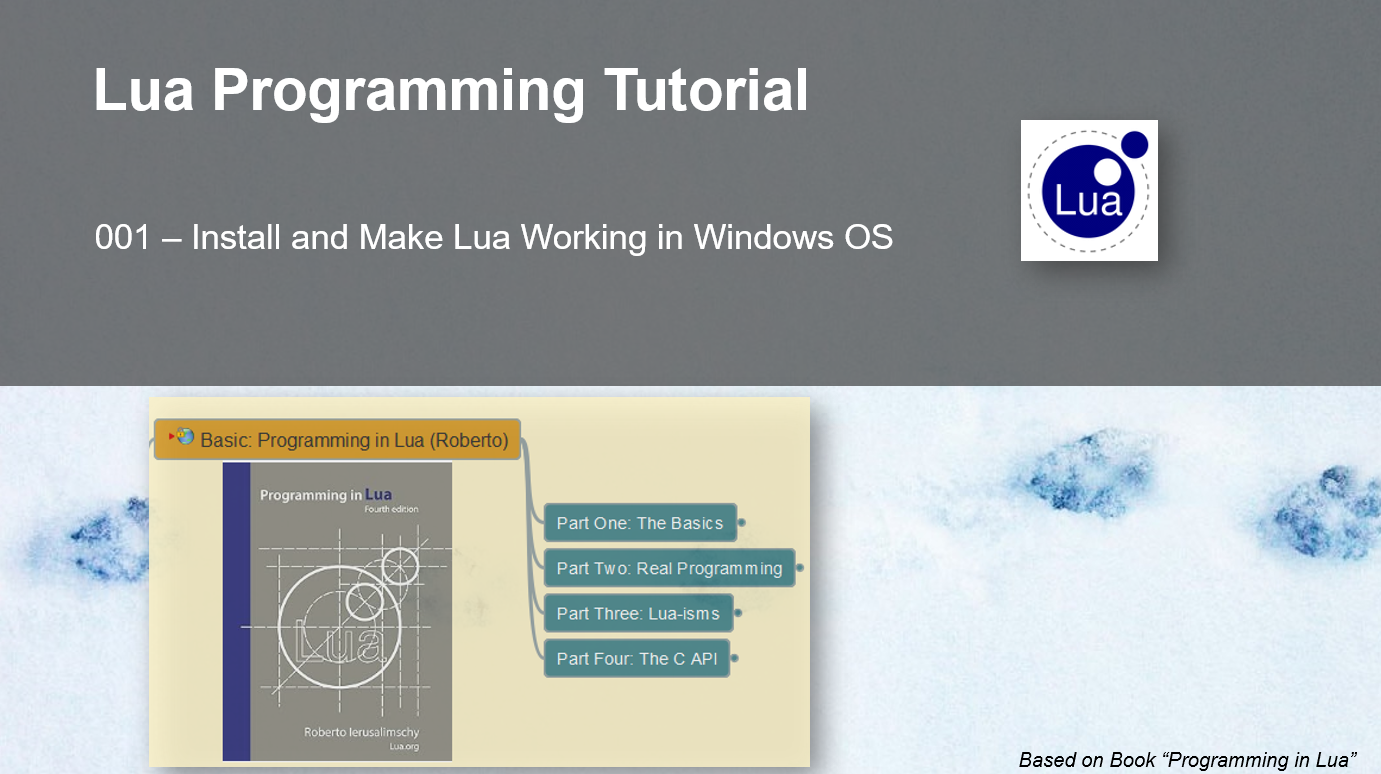 Lua Programming Tutorial
001 – Install and Make Lua Working in Windows OS
Lua
Basic: Programming in Lua (Roberto)
Programming in Lua
Fourth edition
Lua
Roberto Ierusalimschy
Lua.org
Part One: The Basics
Part Two: Real Programming
Part Three: Lua-isms
Part Four: The C API
Based on Book “Programming in Lua”